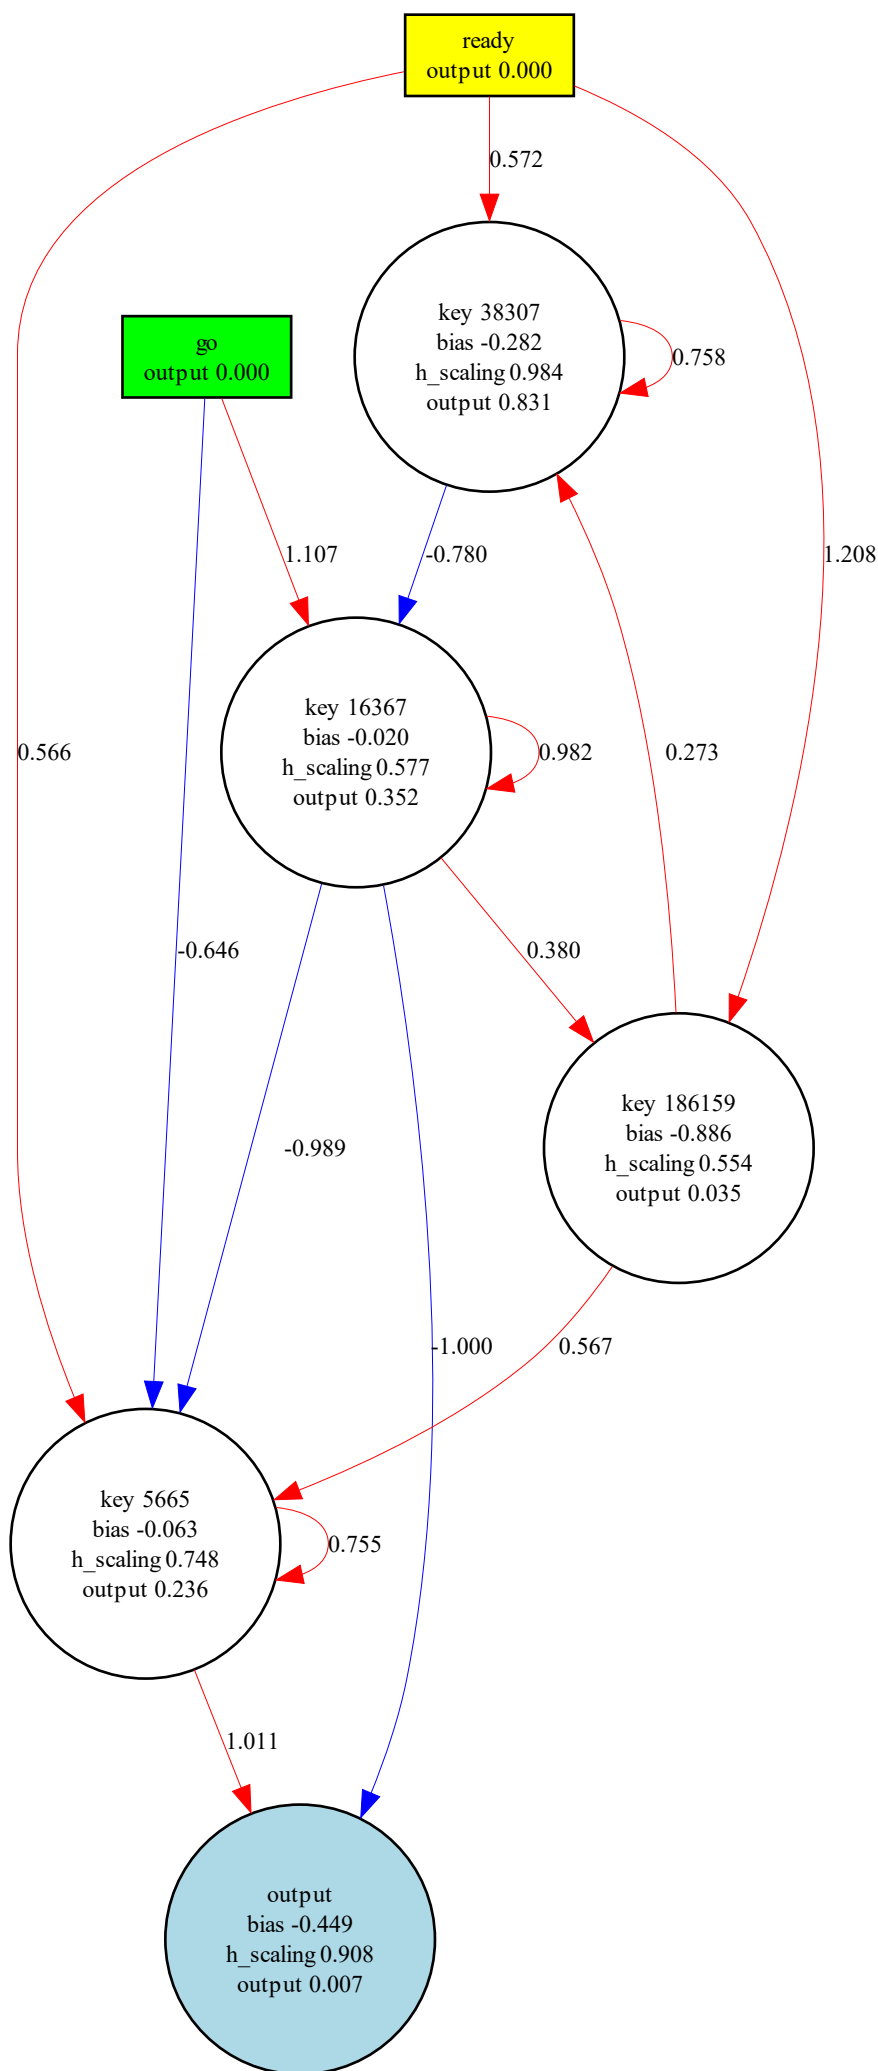 ready
output 0.000
0.572
key 38307
bias -0.282
h_scaling 0.984
output 0.831
0.758
go
output 0.000
1.107
-0.780
1.208
key 16367
bias -0.020
h_scaling 0.577
output 0.352
0.982
0.566
0.273
-0.646
0.380
key 186159
bias -0.886
h_scaling 0.554
output 0.035
-0.989
-1.000
0.567
key 5665
bias -0.063
h_scaling 0.748
output 0.236
0.755
1.011
output
bias -0.449
h_scaling 0.908
output 0.007